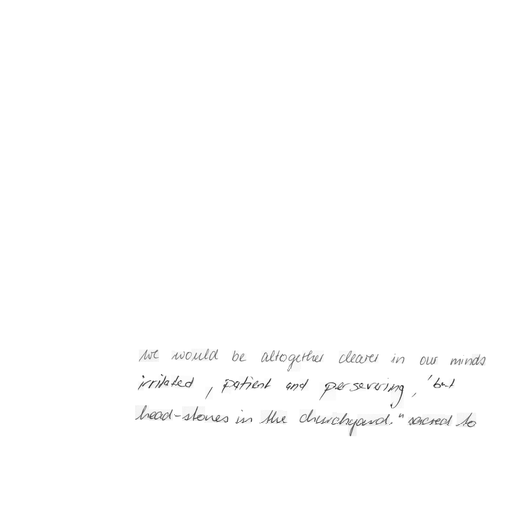 we would be altogether clearer in our minds
irritated, patient and persevering, 'but
head-stones in the churchyard." sacred to